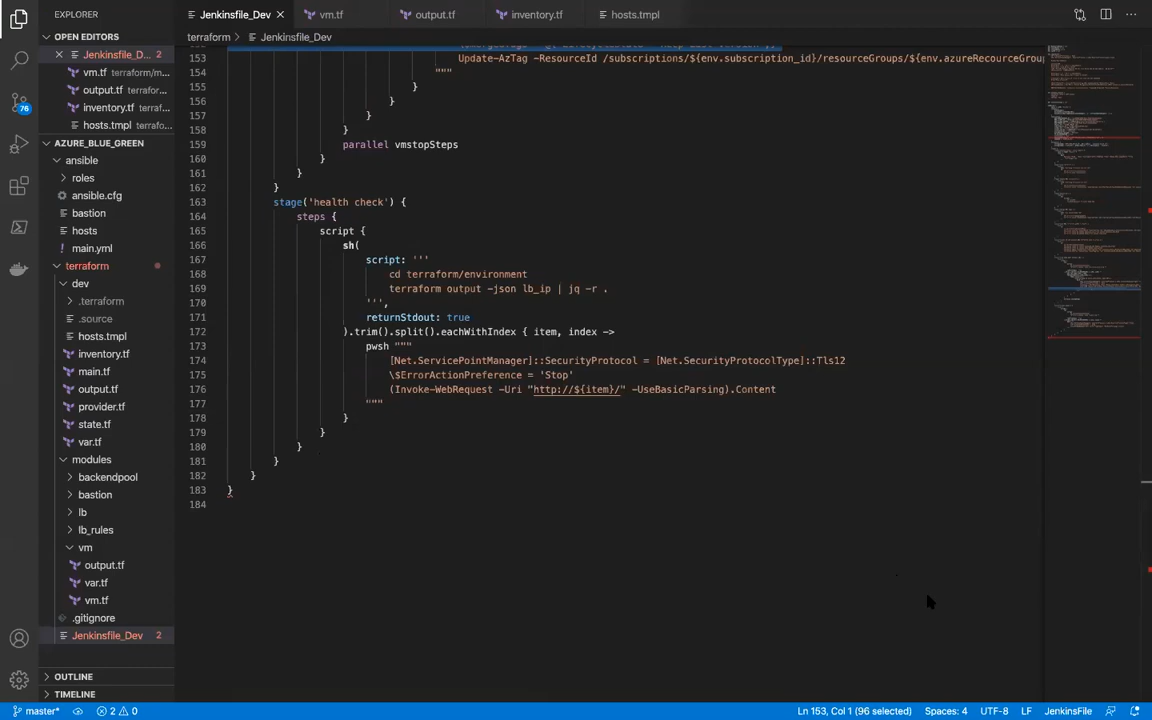 EXPLORER
OPEN EDITORS
Jenkinsfile_D... 2
vm.tf terraform/m...
output.tf terrafor...
inventory.tf terraf...
hosts.tmpl terrafo...
AZURE_BLUE_GREEN
ansible
roles
ansible.cfg
bastion
hosts
main.yml
terraform
dev
.terraform
.source
hosts.tmpl
inventory.tf
main.tf
output.tf
provider.tf
state.tf
var.tf
modules
backendpool
bastion
lb
lb_rules
vm
output.tf
var.tf
vm.tf
.gitignore
Jenkinsfile_Dev 2
OUTLINE
TIMELINE
76
Jenkinsfile_Dev
vm.tf
output.tf
inventory.tf
hosts.tmpl
terraform > Jenkinsfile_Dev
153 Update-AzTag -ResourceId /subscriptions/${env.subscription_id}/resourceGroups/${env.azureRecourceGroup
154 """
155 }
156 }
157 }
158 }
159 parallel vmstopSteps
160 }
161 }
162 }
163 stage('health check') {
164 steps {
165 script {
166 sh(
167 script: '''
168 cd terraform/environment
169 terraform output -json lb_ip | jq -r .
170 ''',
171 returnStdout: true
172 ).trim().split().eachWithIndex { item, index ->
173 pwsh """
174 [Net.ServicePointManager]::SecurityProtocol = [Net.SecurityProtocolType]::Tls12
175 \$ErrorActionPreference = 'Stop'
176 (Invoke-WebRequest -Uri "http://${item}/" -UseBasicParsing).Content
177 """
178 }
179 }
180 }
181 }
182 }
183 }
184
master* 2 0 Ln 153, Col 1 (96 selected) Spaces: 4 UTF-8 LF JenkinsFile